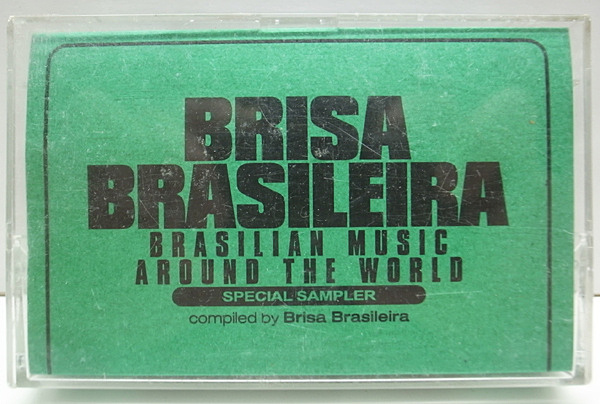 BRISA
BRASILEIRA
BRASILIAN MUSIC
AROUND THE WORLD
SPECIAL SAMPLER
compiled by Brisa Brasileira